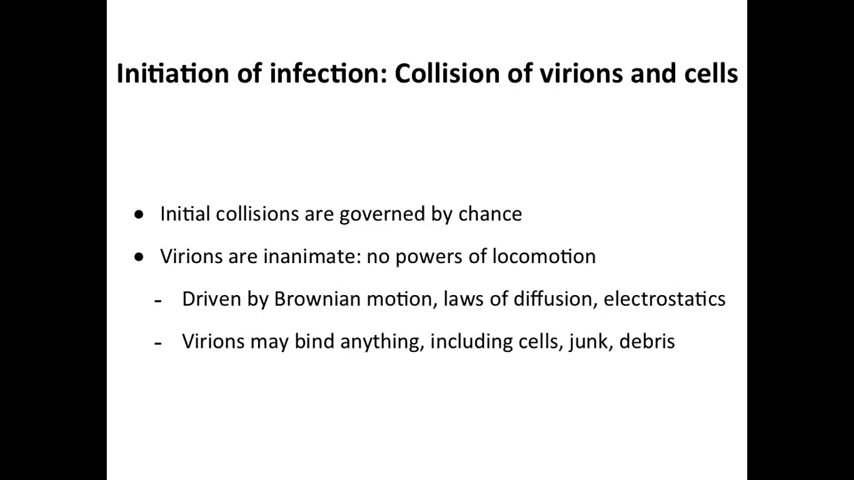 Initiation of infection: Collision of virions and cells
● Initial collisions are governed by chance
● Virions are inanimate: no powers of locomotion
- Driven by Brownian motion, laws of diffusion, electrostatics
- Virions may bind anything, including cells, junk, debris